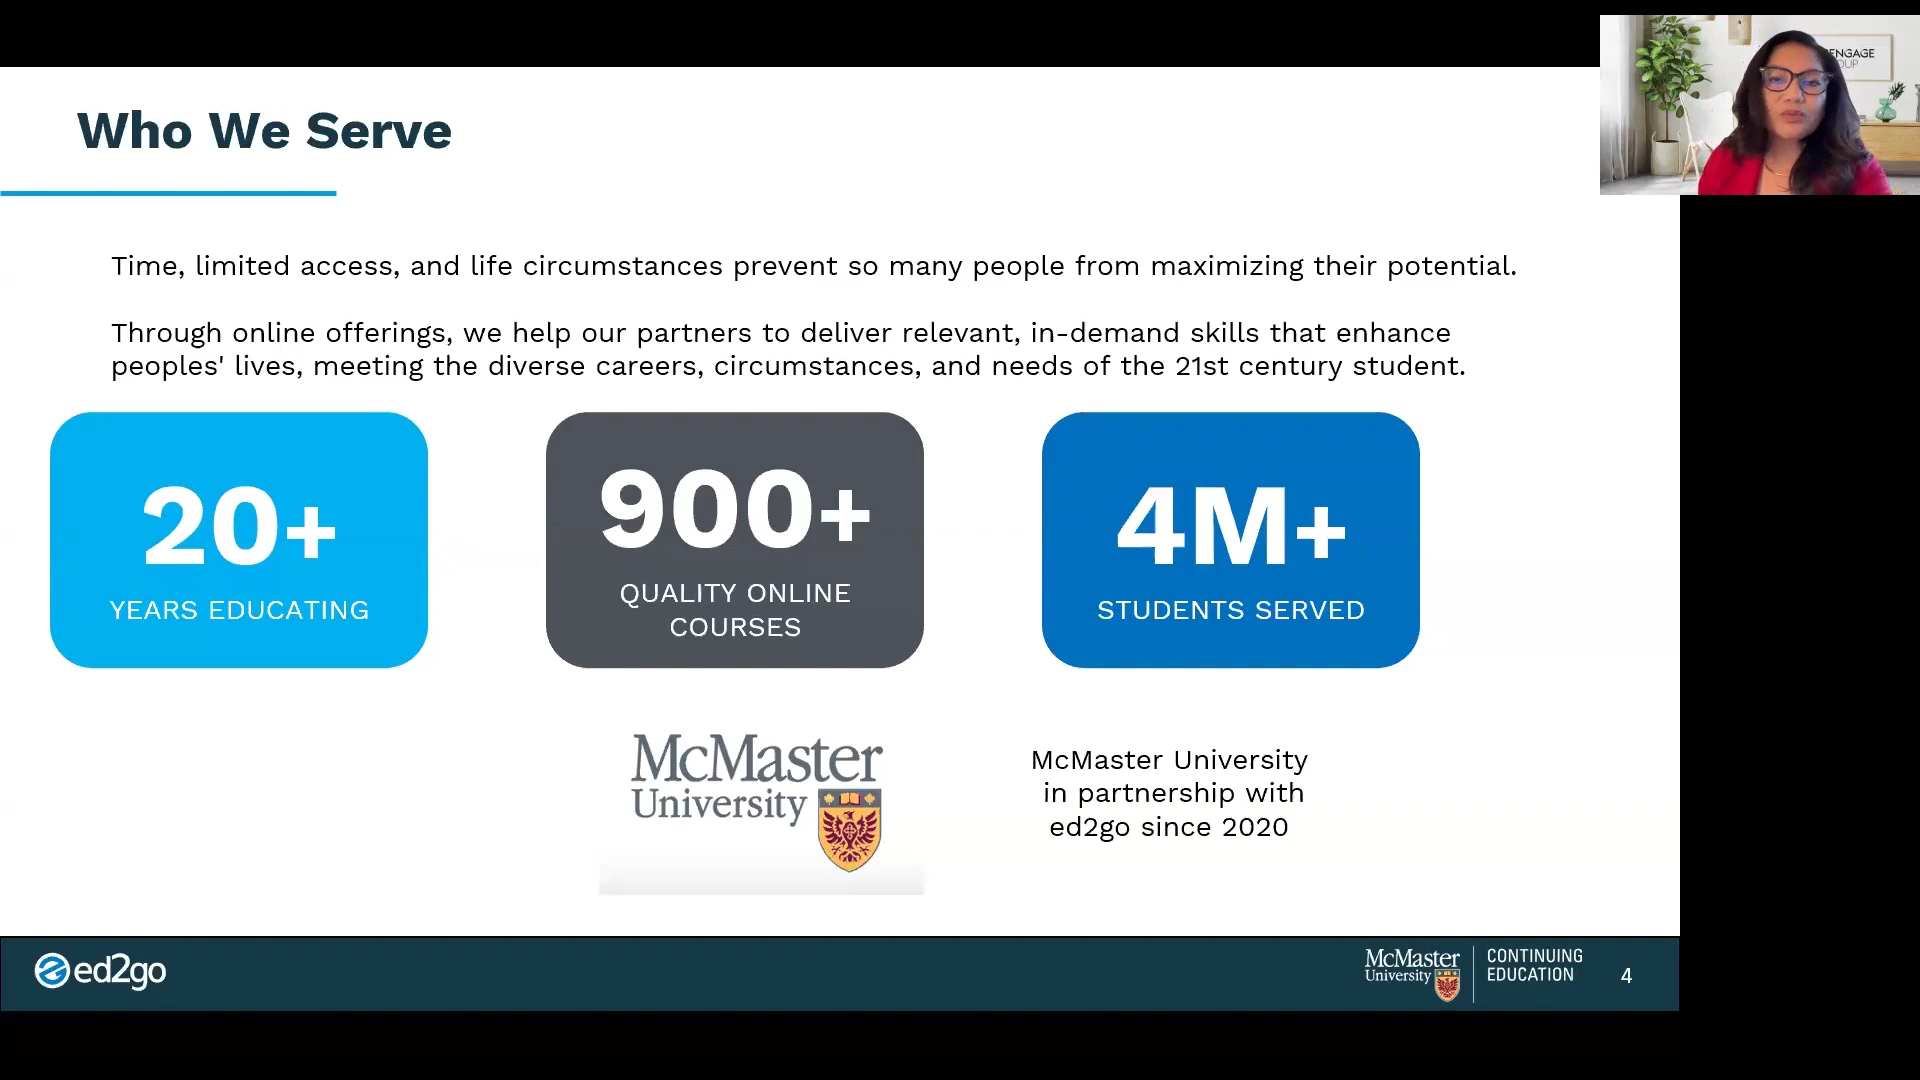 Who We Serve
ENGAGE
OUP
Time, limited access, and life circumstances prevent so many people from maximizing their potential.
Through online offerings, we help our partners to deliver relevant, in-demand skills that enhance
peoples' lives, meeting the diverse careers, circumstances, and needs of the 21st century student.
20+
YEARS EDUCATING
900+
QUALITY ONLINE
COURSES
4M+
STUDENTS SERVED
McMaster
University
McMaster University
in partnership with
ed2go since 2020
ed2go
McMaster
University
CONTINUING
EDUCATION
4